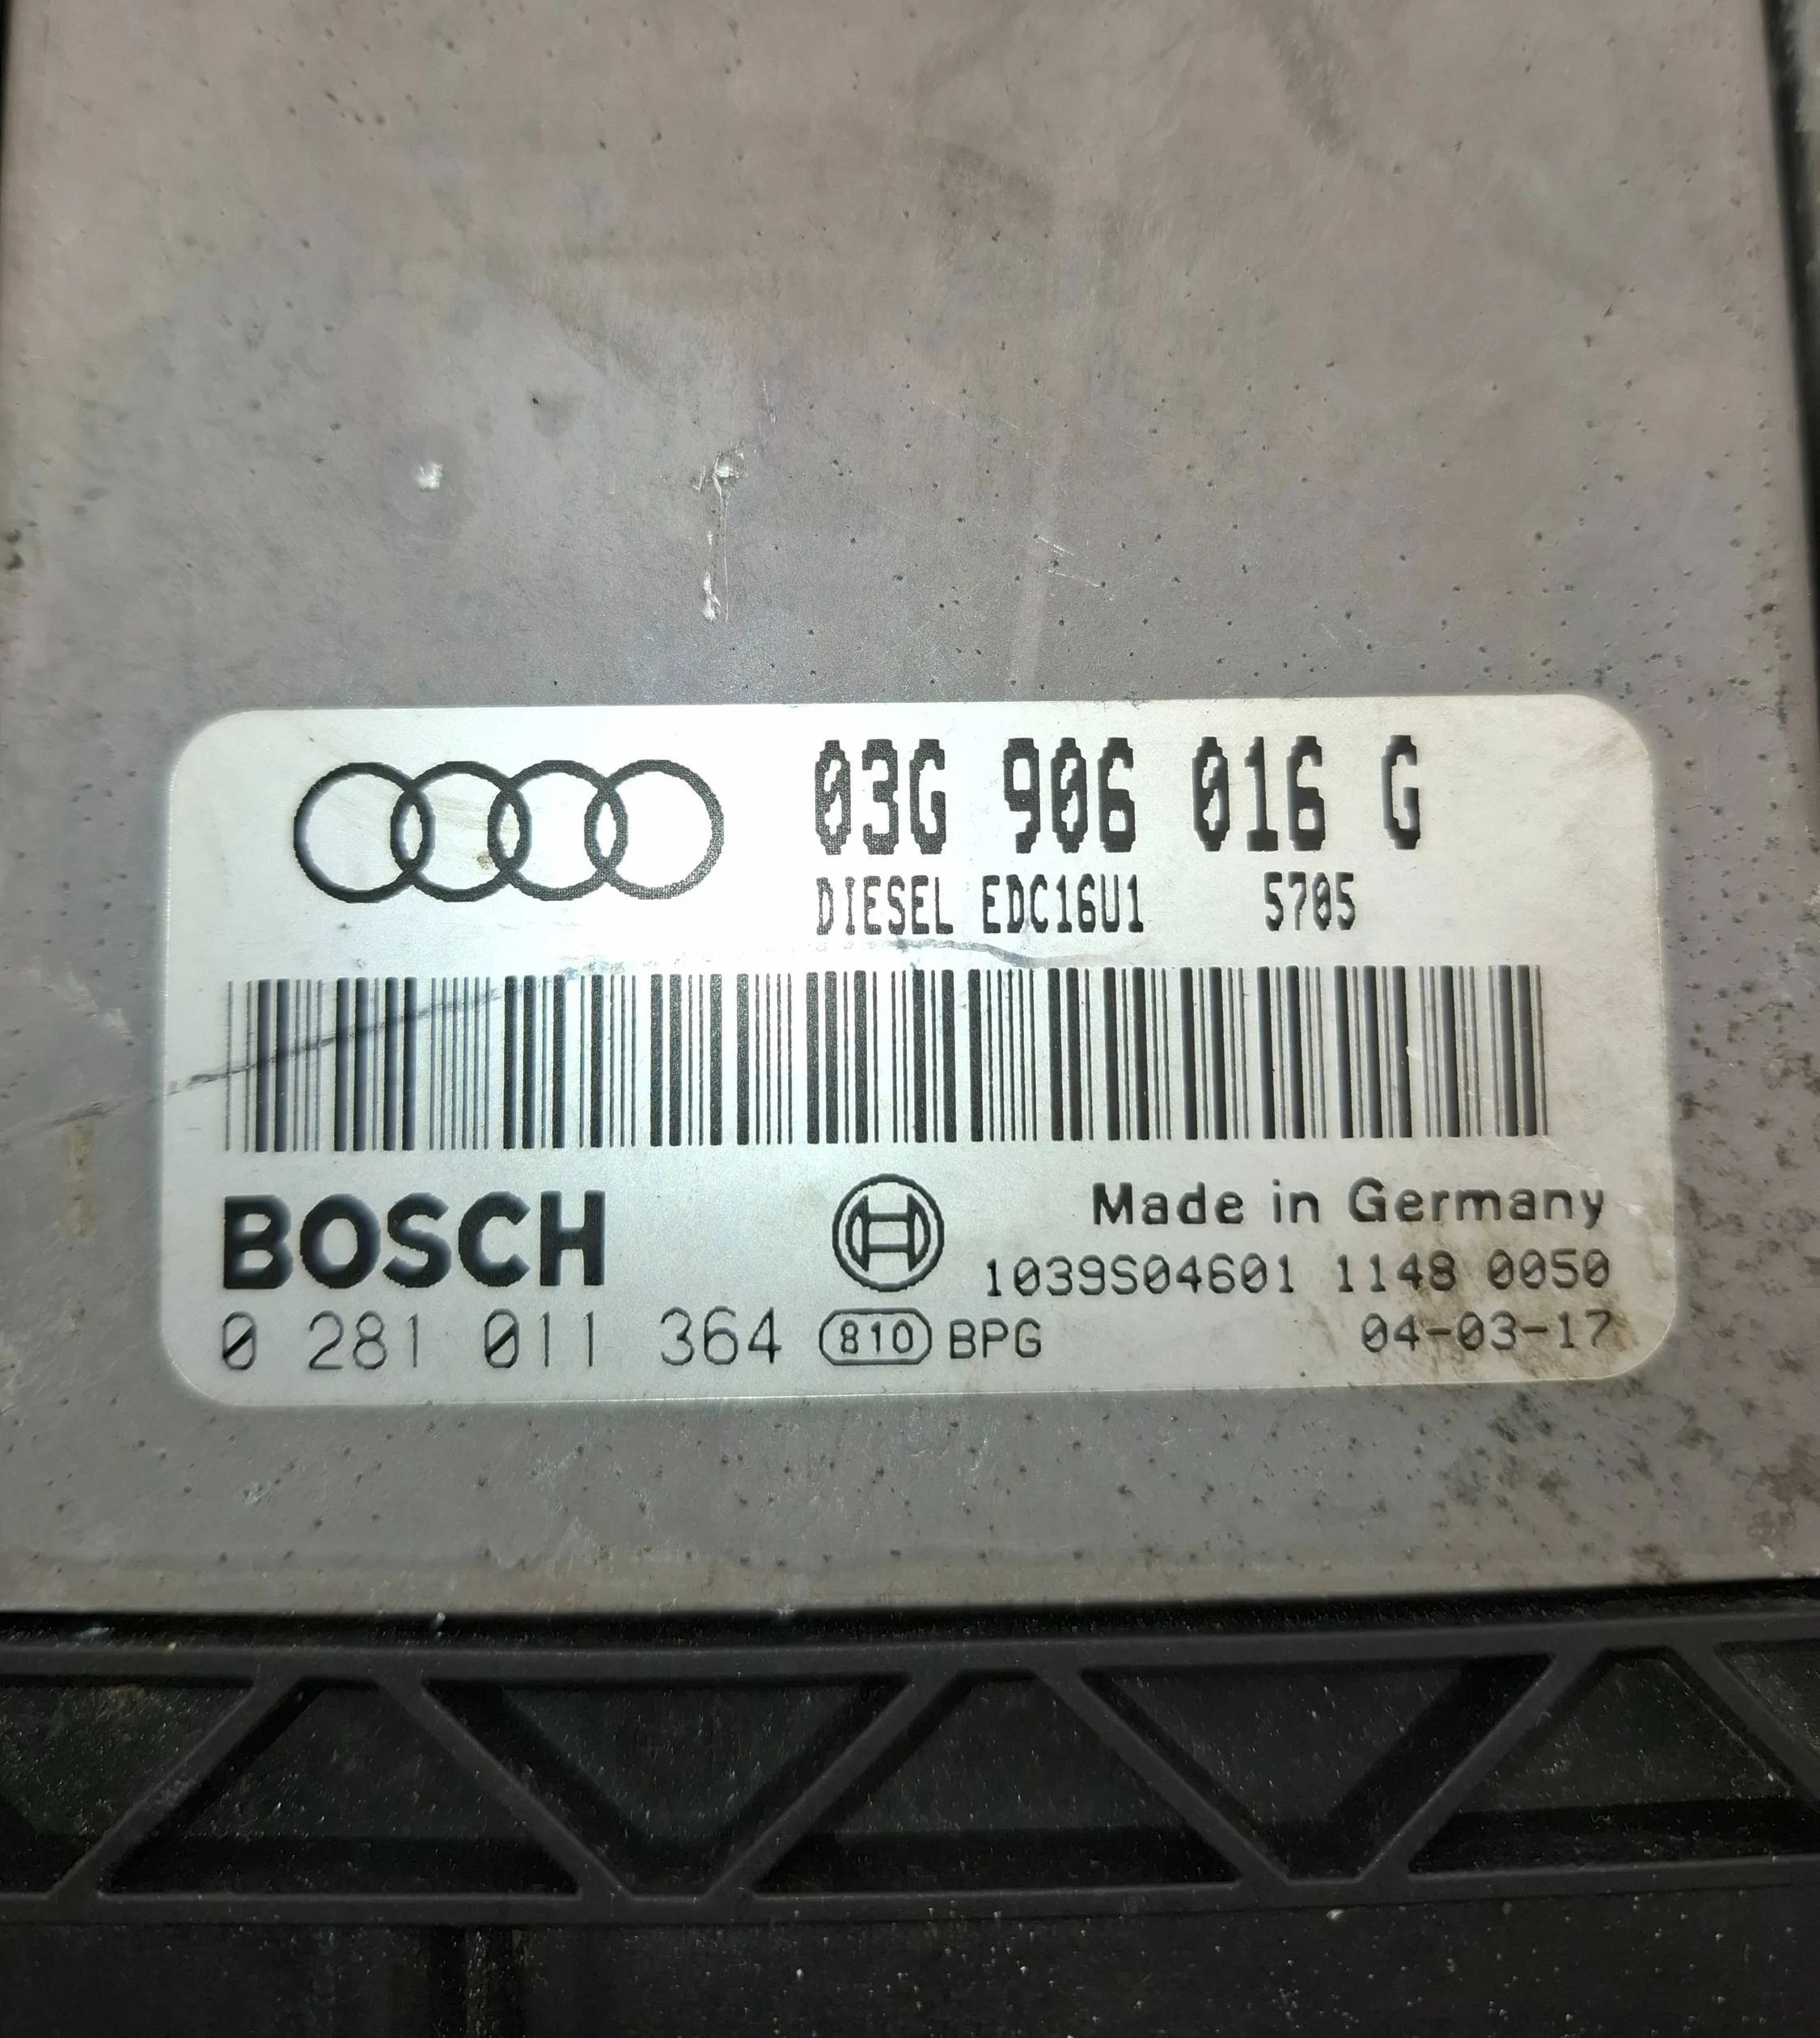 03G 906 016 G
DIESEL EDC16U1 5705
BOSCH
Made in Germany
1039S04601 1148 0050
0 281 011 364 810 BPG 04-03-17